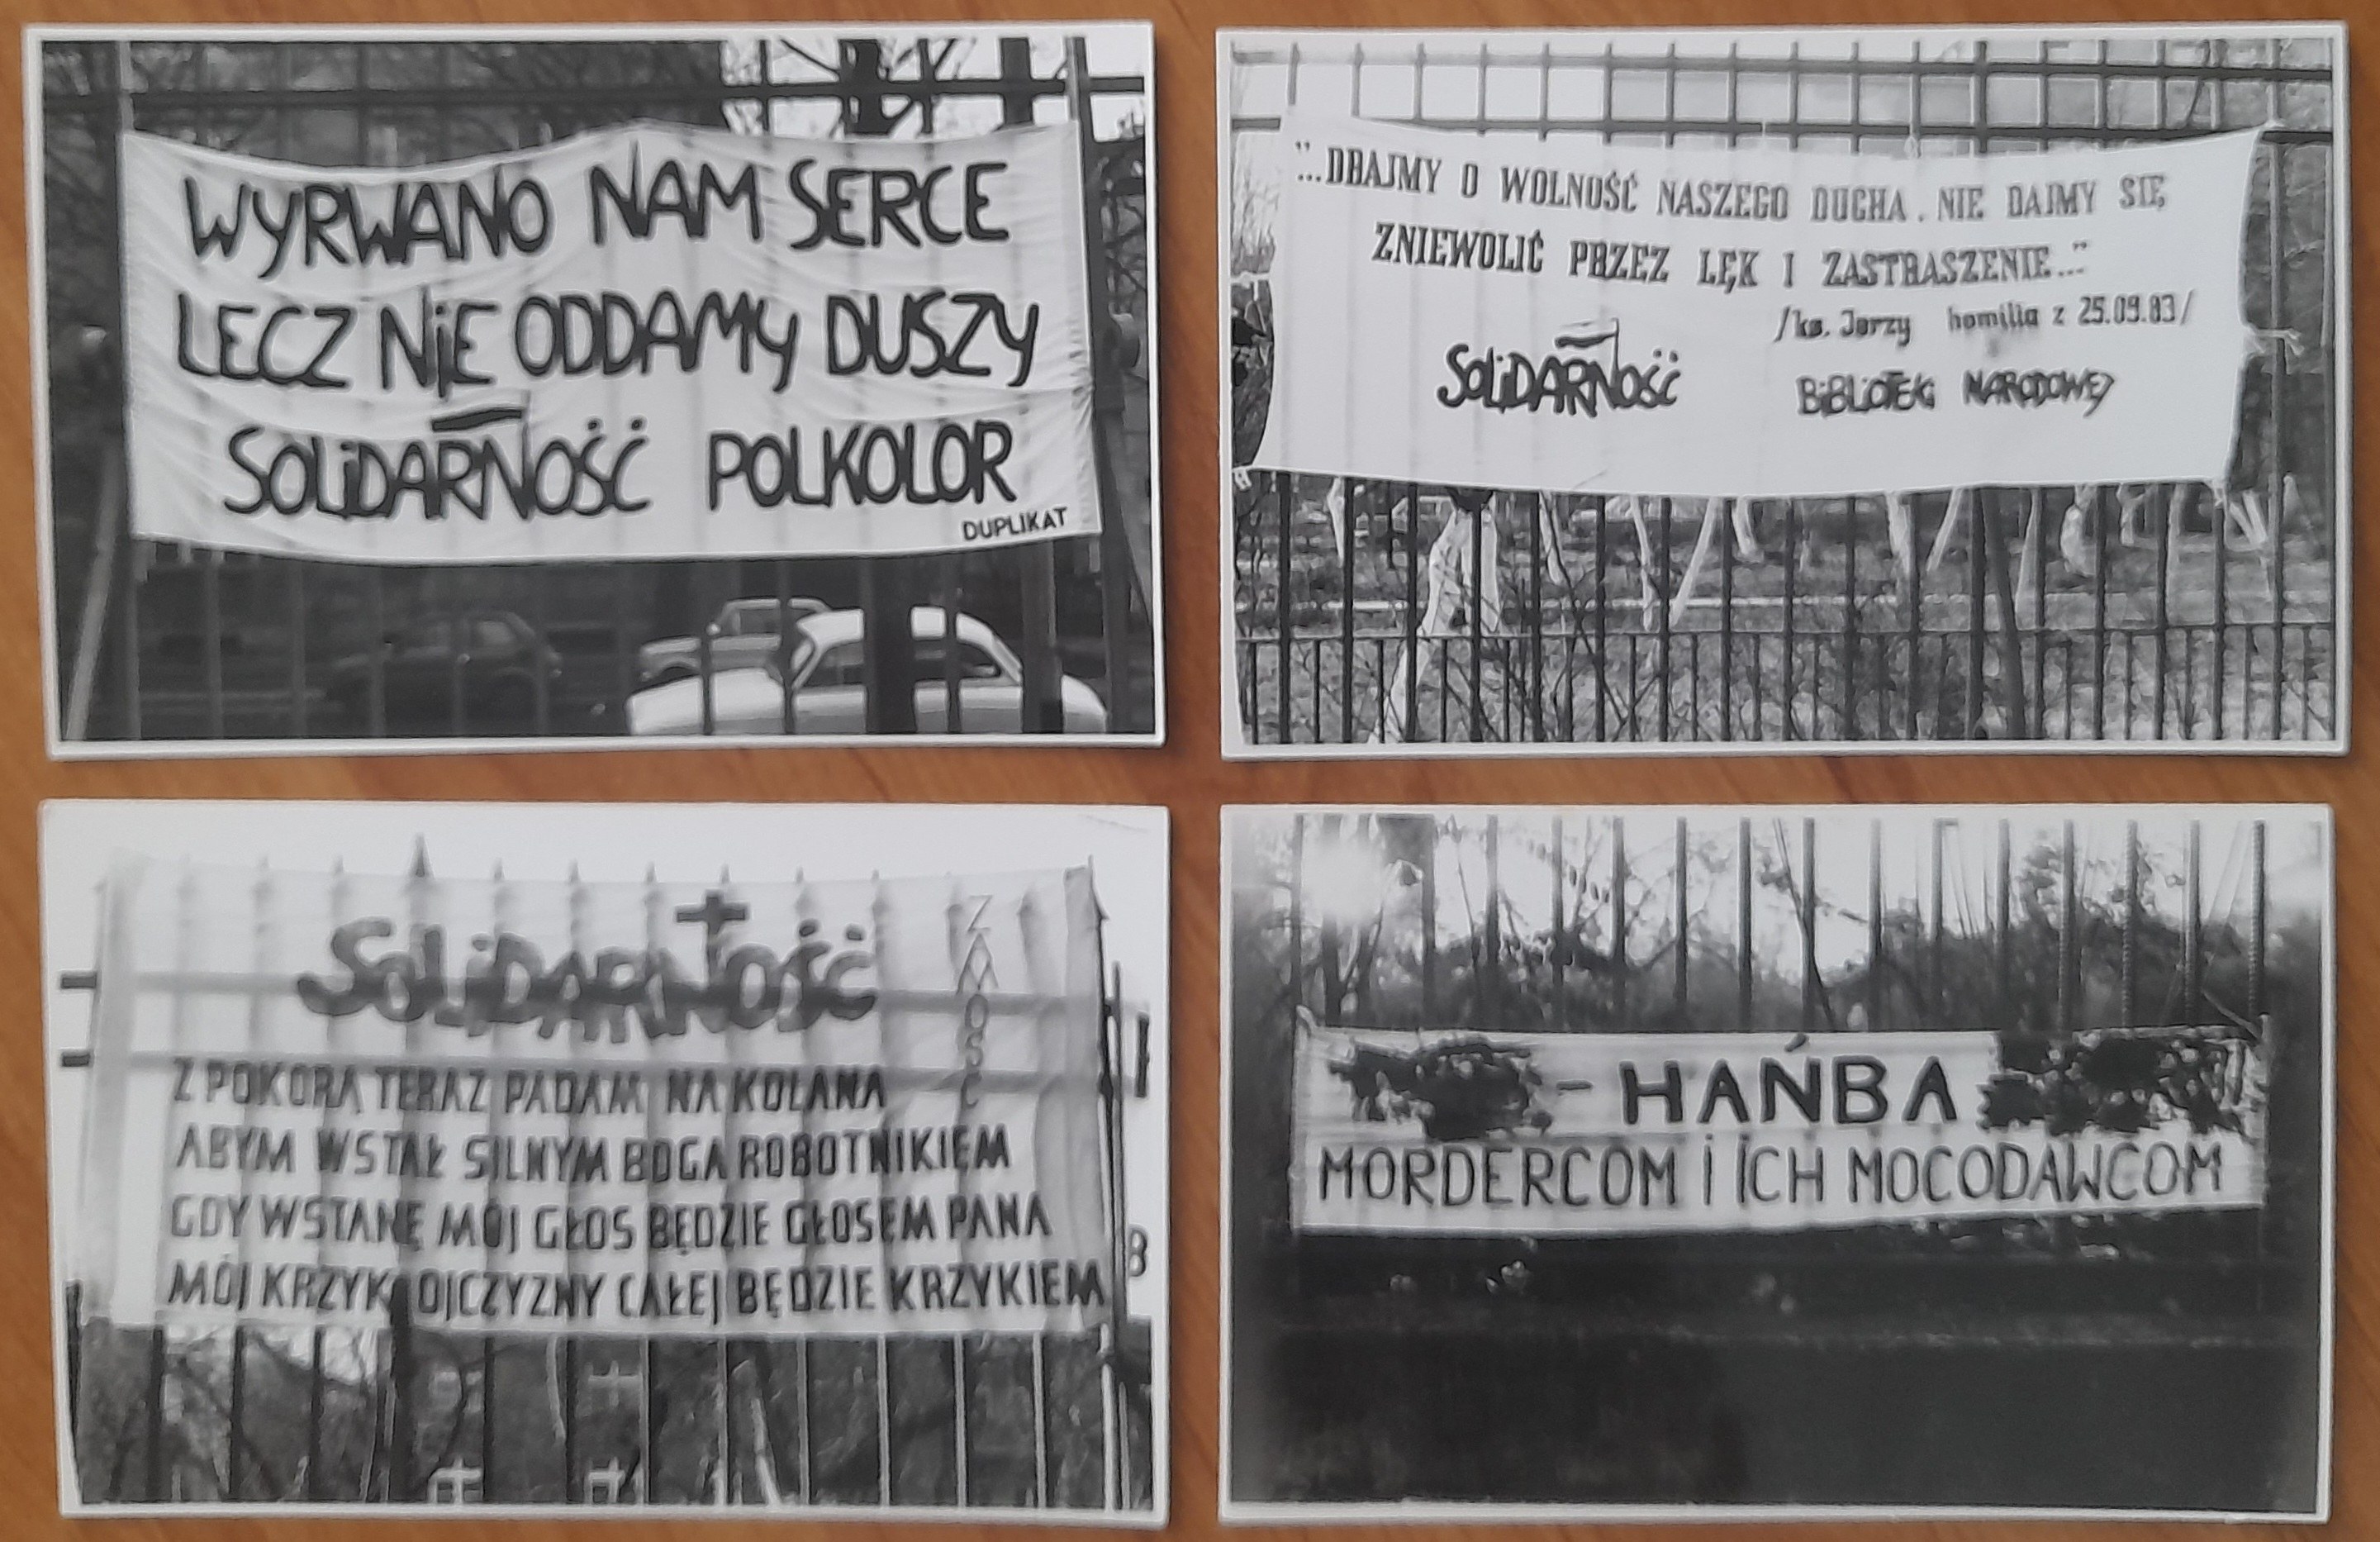 WYRWANO NAM SERCE
LECZ NiE ODDAMY DUSZY
SOLiDARNOŚĆ POLKOLOR
DUPLIKAT
"...DBAJMY O WOLNOŚĆ NASZEGO DUCHA. NIE DAJMY SIĘ
ZNIEWOLIĆ PRZEZ LĘK I ZASTRASZENIE..."
/ks. Jerzy homilia z 25.09.83/
SOLiDARNOŚĆ BiBLiOTEKi NARODOWEJ
SOLiDARNOŚĆ
ZAMOŚĆ
Z POKORĄ TERAZ PADAM NA KOLANA
ABYM WSTAŁ SILNYM BOGA ROBOTNIKIEM
GDY WSTANĘ MÓJ GŁOS BĘDZIE GŁOSEM PANA
MÓJ KRZYK OJCZYZNY CAŁEJ BĘDZIE KRZYKIEM
- HAŃBA
MORDERCOM i ICH MOCODAWCOM